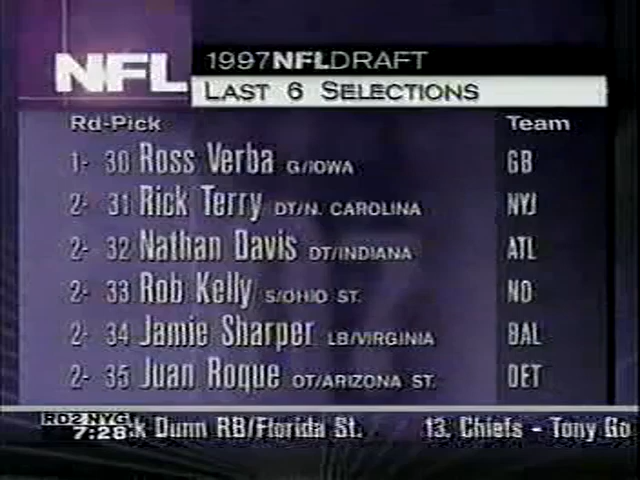 NFL
1997NFLDRAFT
LAST 6 SELECTIONS
Rd-Pick Team
1- 30 Ross Verba G/IOWA GB
2- 31 Rick Terry DT/N. CAROLINA NYJ
2- 32 Nathan Davis DT/INDIANA ATL
2- 33 Rob Kelly S/OHIO ST. NO
2- 34 Jamie Sharper LB/VIRGINIA BAL
2- 35 Juan Roque OT/ARIZONA ST. DET
RD2 NYG
7:28 k Dunn RB/Florida St. 13. Chiefs - Tony Go